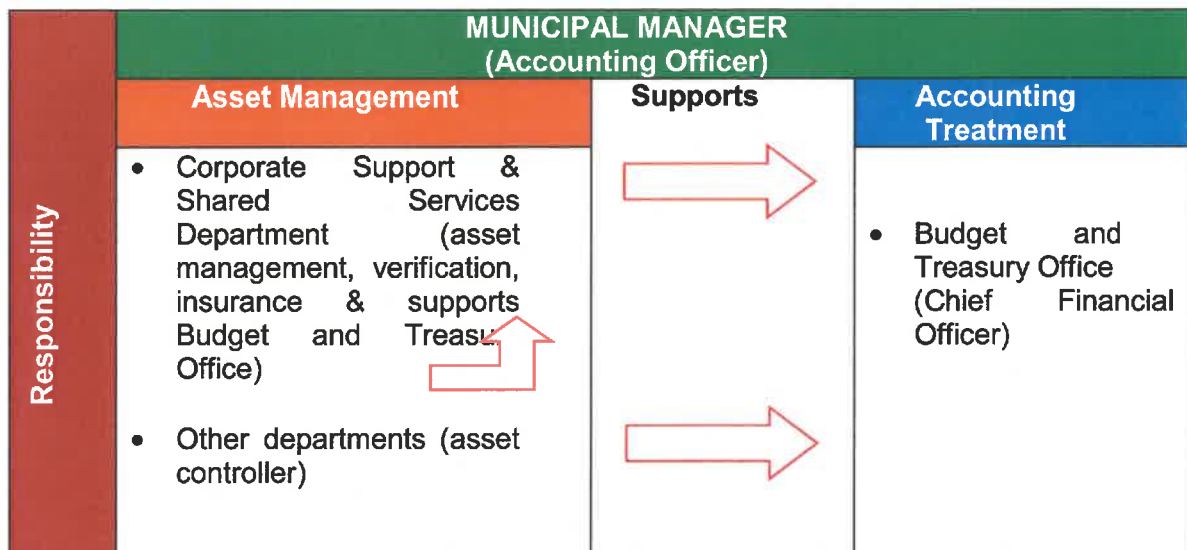 MUNICIPAL MANAGER
(Accounting Officer)
Asset Management
Supports
Accounting
Treatment
Responsibility
• Corporate Support &
Shared Services
Department (asset
management, verification,
insurance & supports
Budget and Treasu
Office)
• Other departments (asset
controller)
• Budget and
Treasury Office
(Chief Financial
Officer)